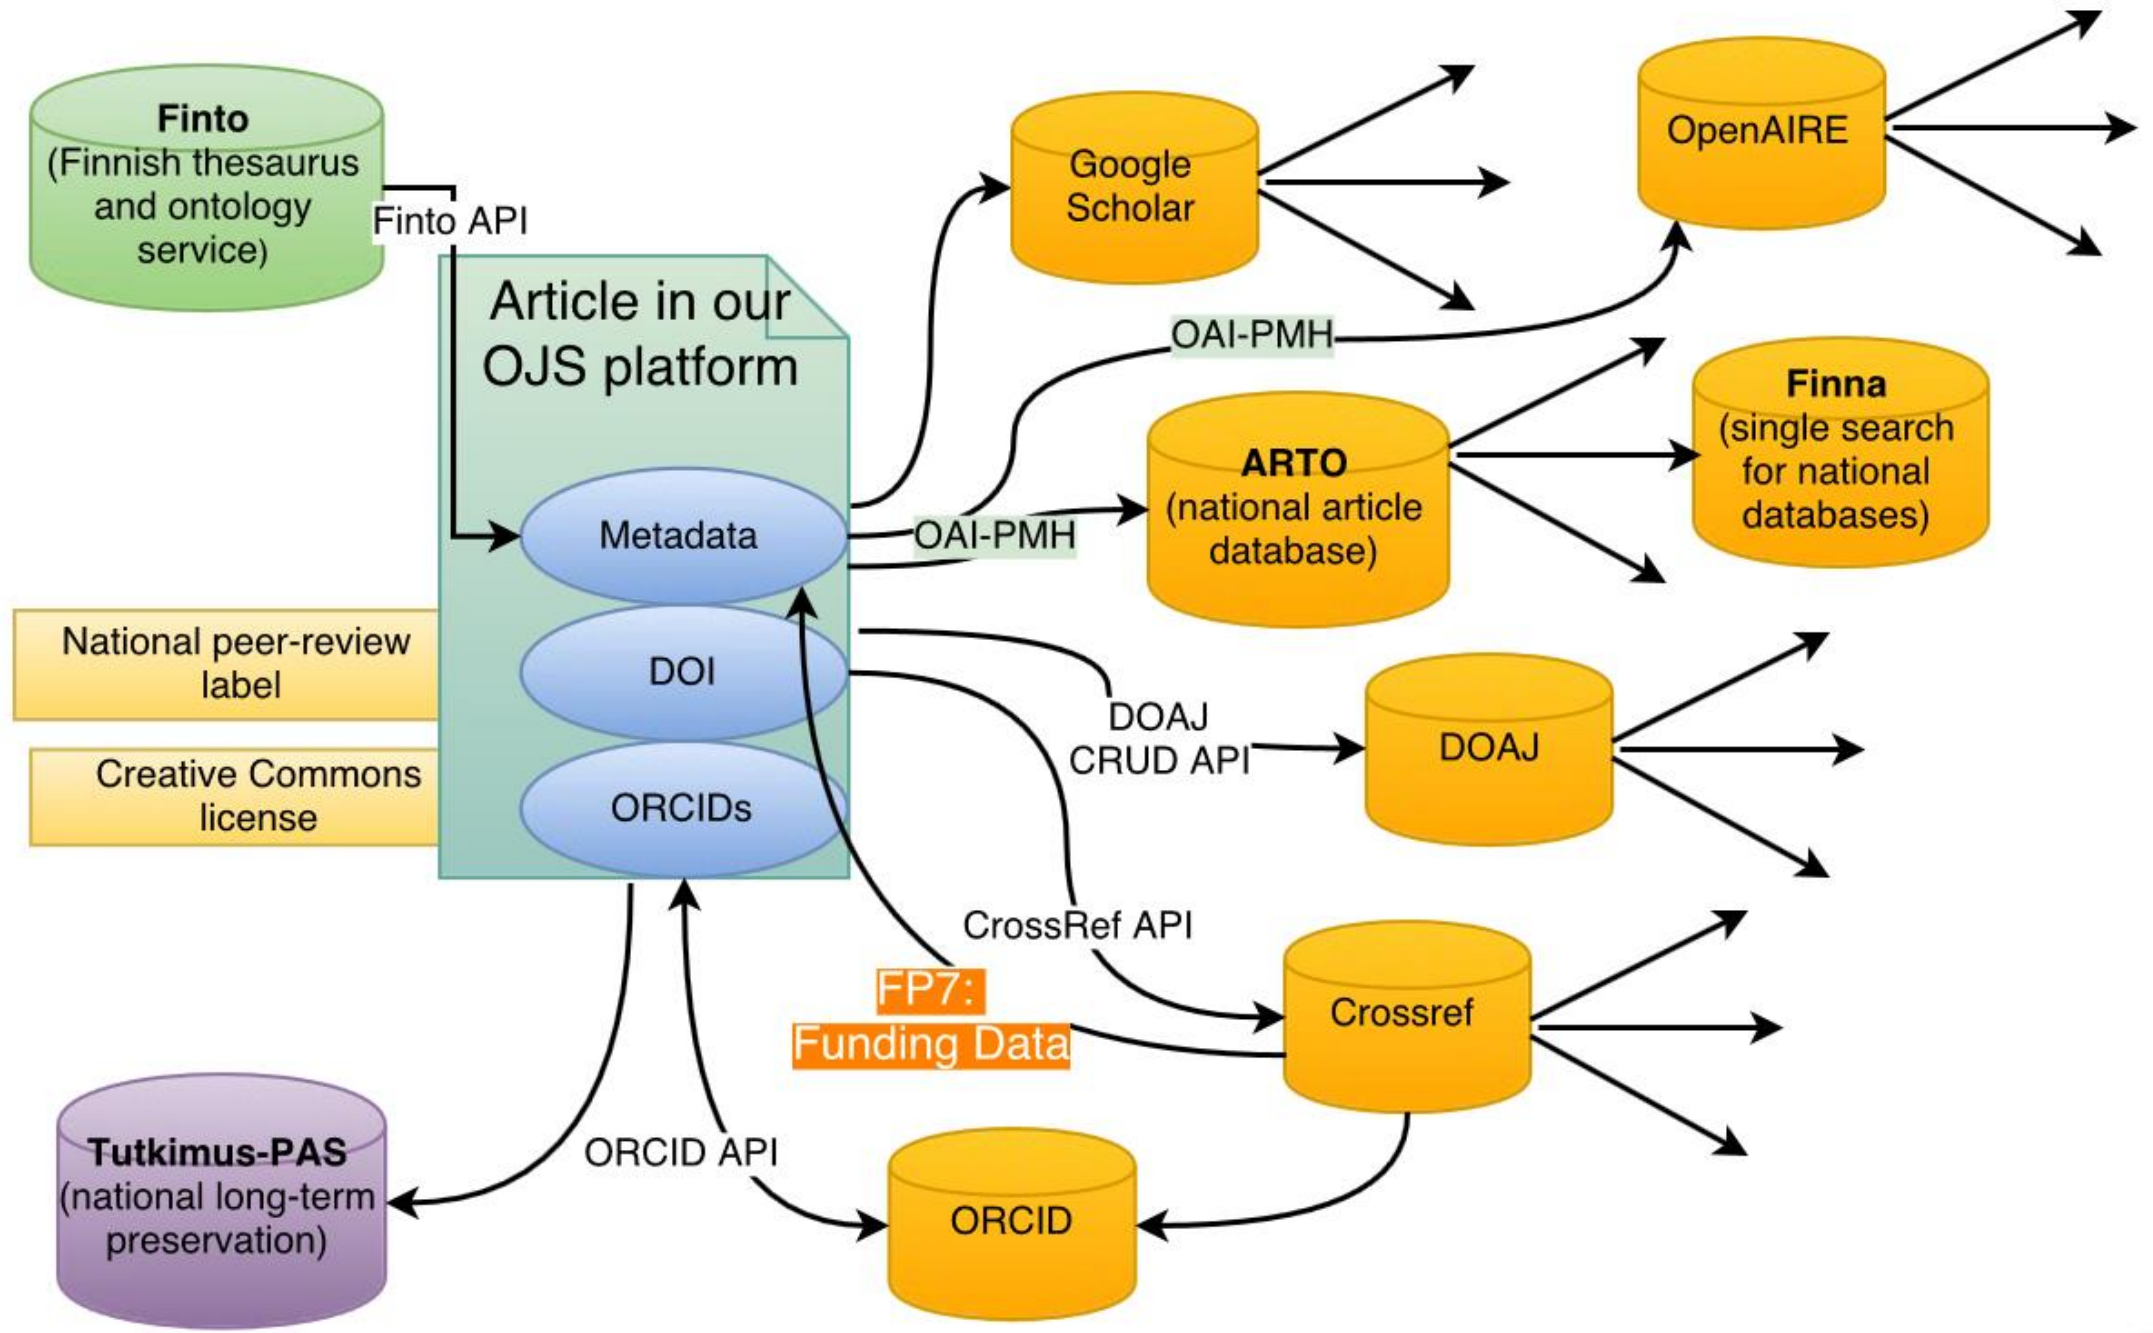 Finto
(Finnish thesaurus
and ontology
service)
Finto API
Article in our
OJS platform
Metadata
DOI
ORCIDs
National peer-review
label
Creative Commons
license
Google
Scholar
OpenAIRE
OAI-PMH
OAI-PMH
ARTO
(national article
database)
Finna
(single search
for national
databases)
DOAJ
CRUD API
DOAJ
CrossRef API
FP7:
Funding Data
Crossref
Tutkimus-PAS
(national long-term
preservation)
ORCID API
ORCID